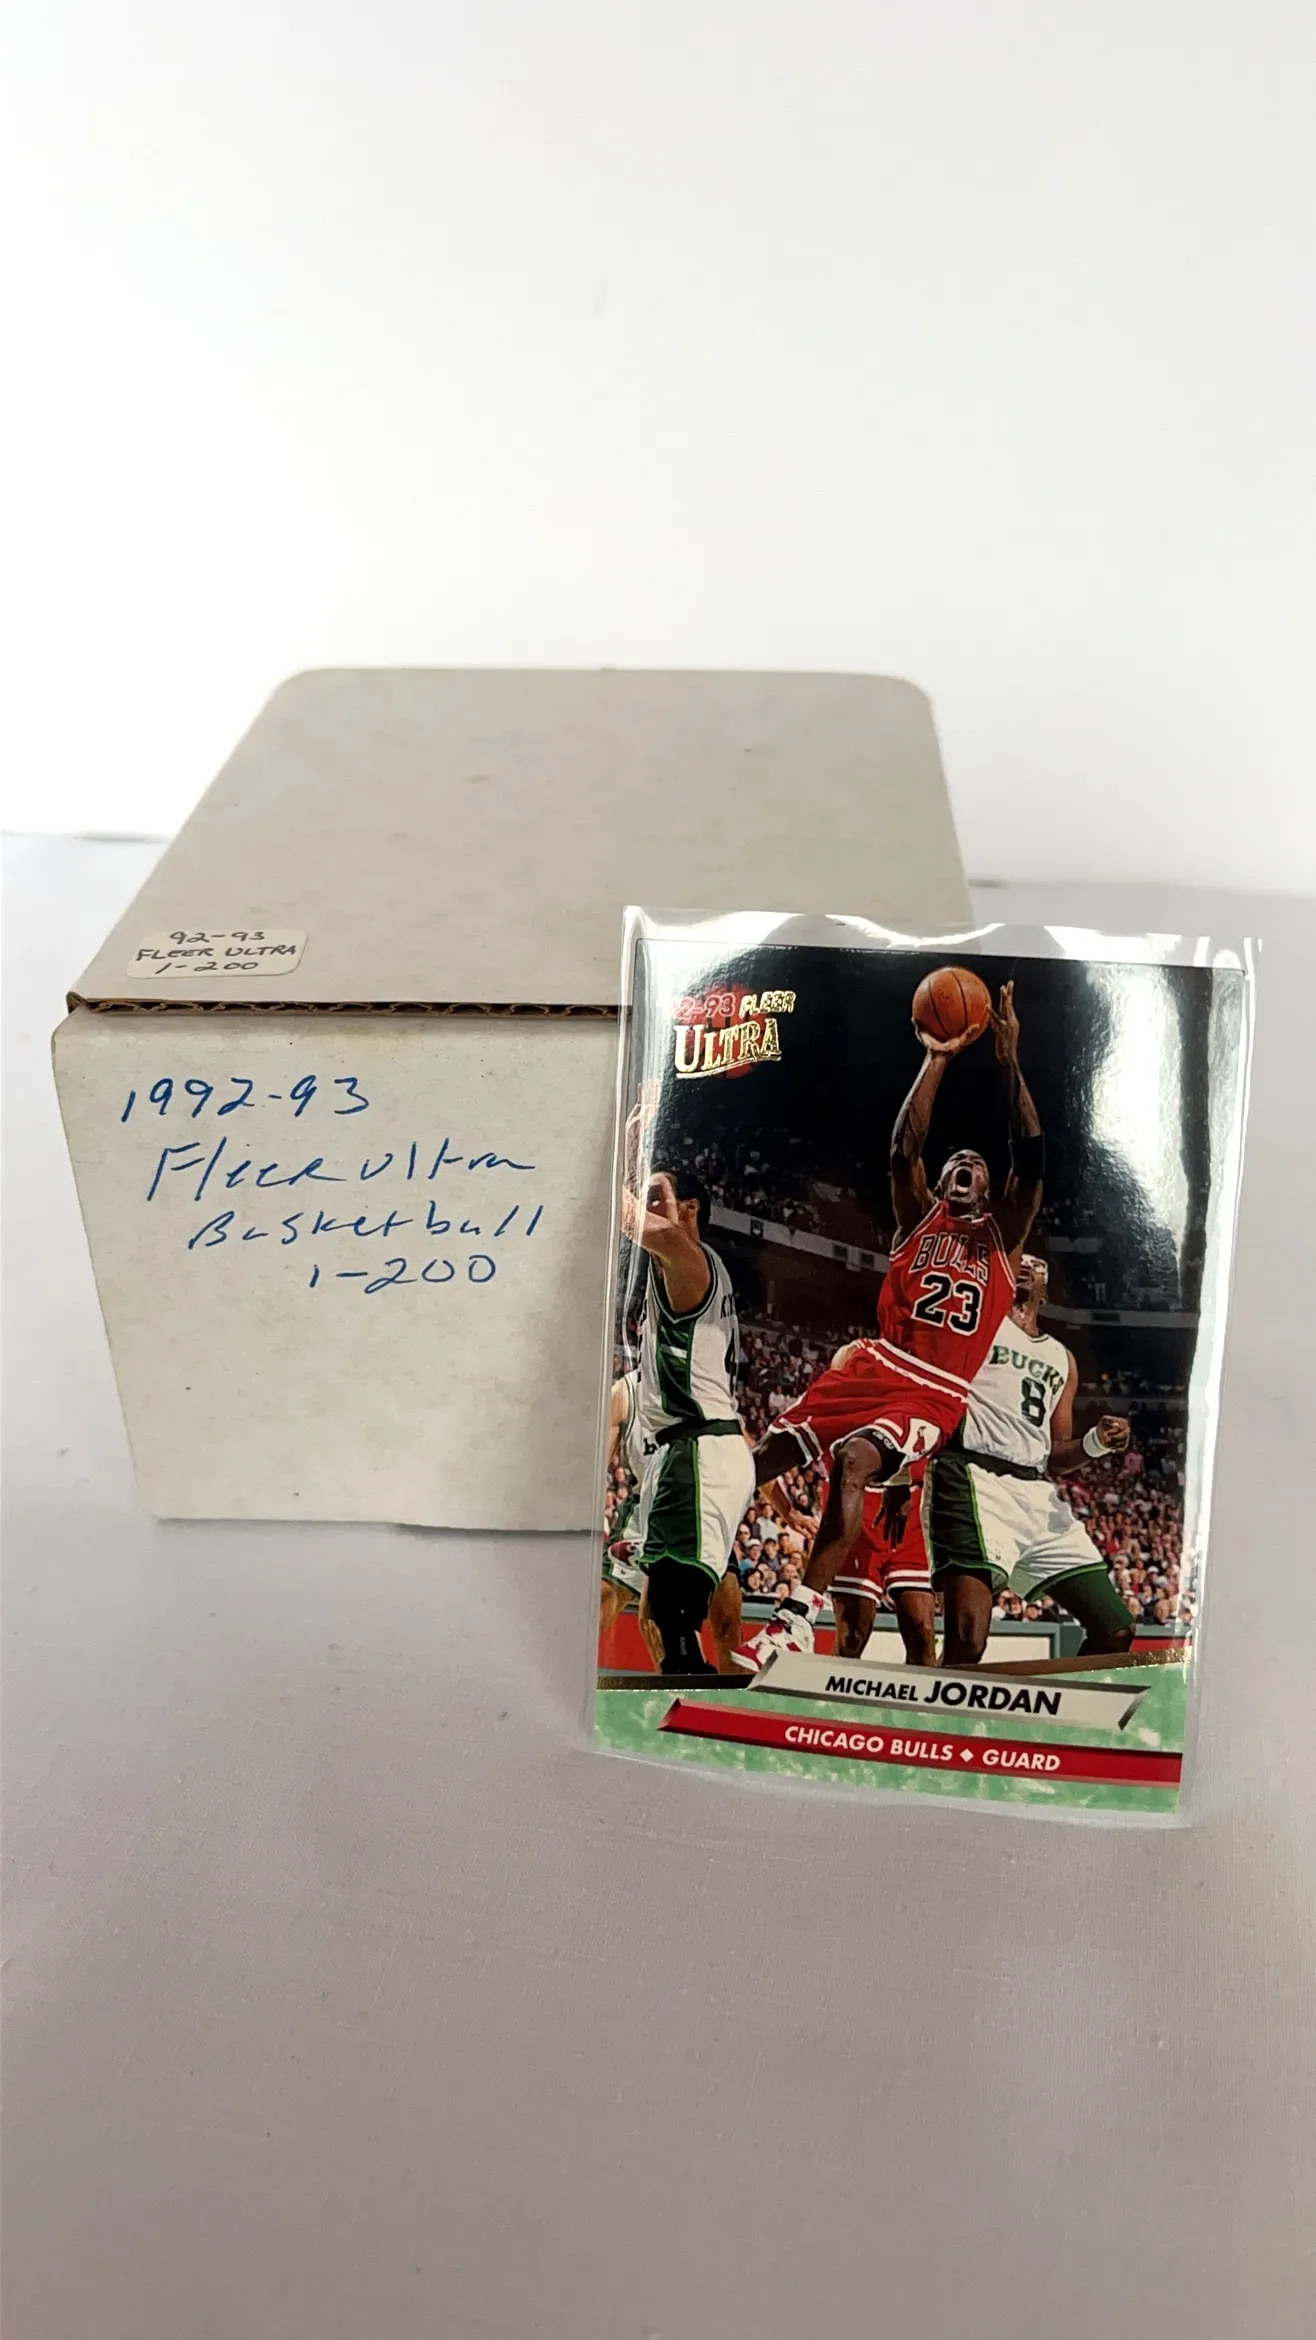 92-93
FLEER ULTRA
1-200
1992-93
Fleer Ultra
Basketball
1-200
92-93 FLEER
ULTRA
BULLS
23
BUCKS
8
MICHAEL JORDAN
CHICAGO BULLS ♦ GUARD